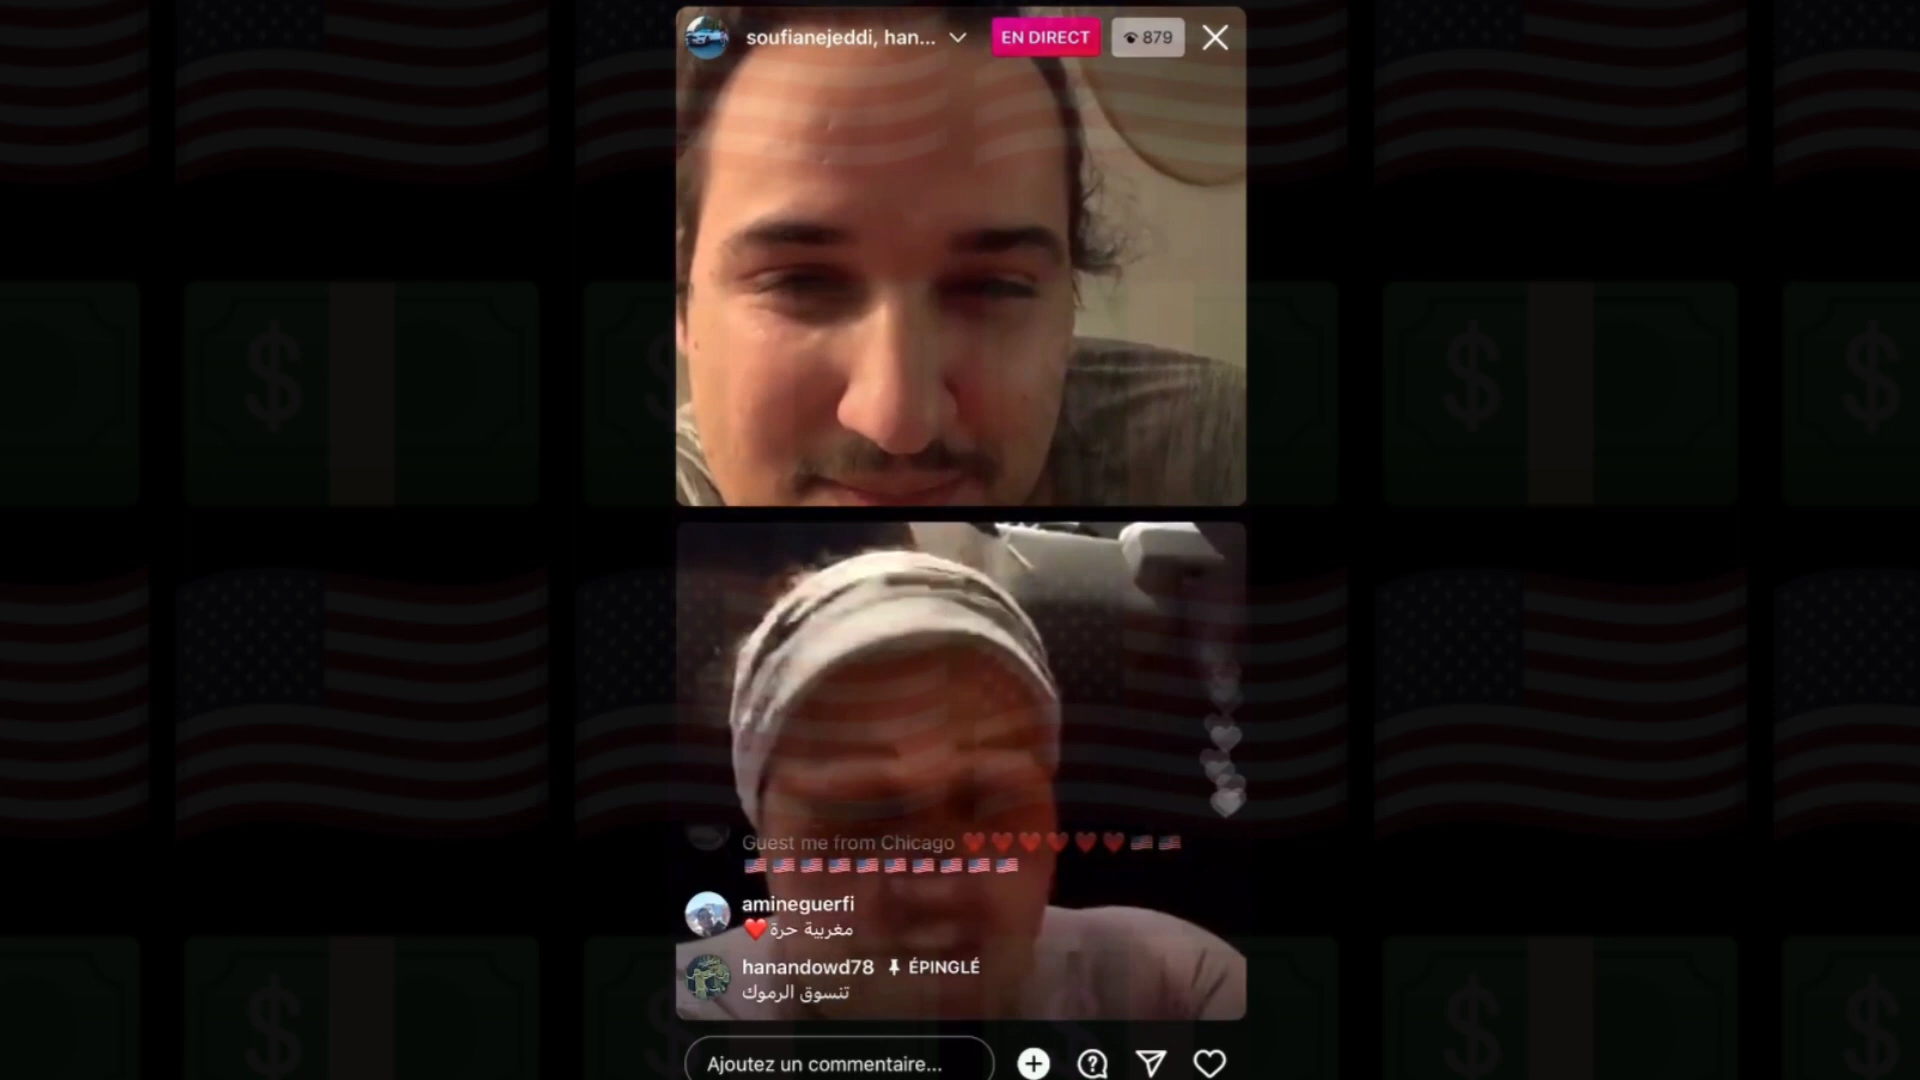 soufianejeddi, han...
EN DIRECT
879
Guest me from Chicago ❤️❤️❤️❤️❤️❤️🇺🇸🇺🇸
🇺🇸🇺🇸🇺🇸🇺🇸🇺🇸🇺🇸🇺🇸🇺🇸🇺🇸🇺🇸
amineguerfi
مغربية حرة❤️
hanandowd78 📌 ÉPINGLÉ
تنسوق الرموك
Ajoutez un commentaire...